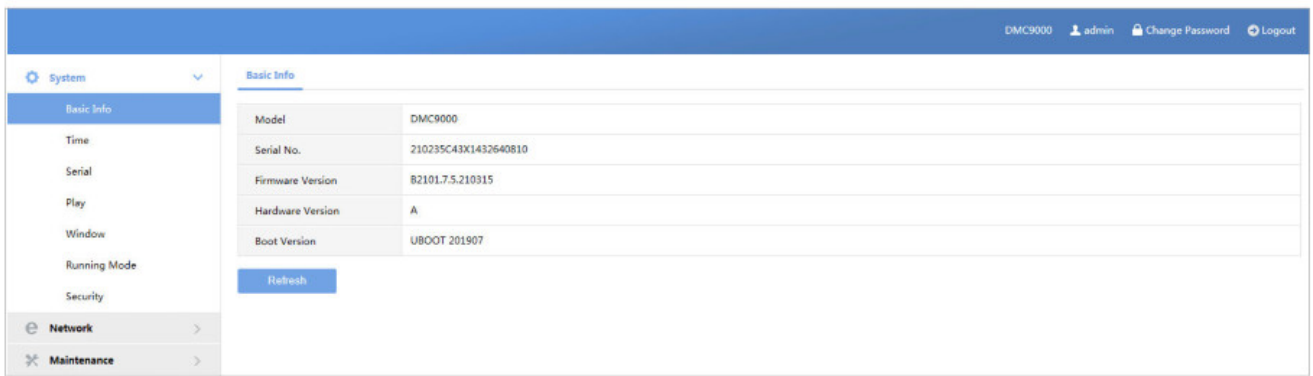 DMC9000 admin Change Password Logout
System
Basic Info
Time
Serial
Play
Window
Running Mode
Security
Network
Maintenance
Basic Info
Model DMC9000
Serial No. 210235C43X1432640810
Firmware Version B2101.7.5.210315
Hardware Version A
Boot Version UBOOT 201907
Refresh